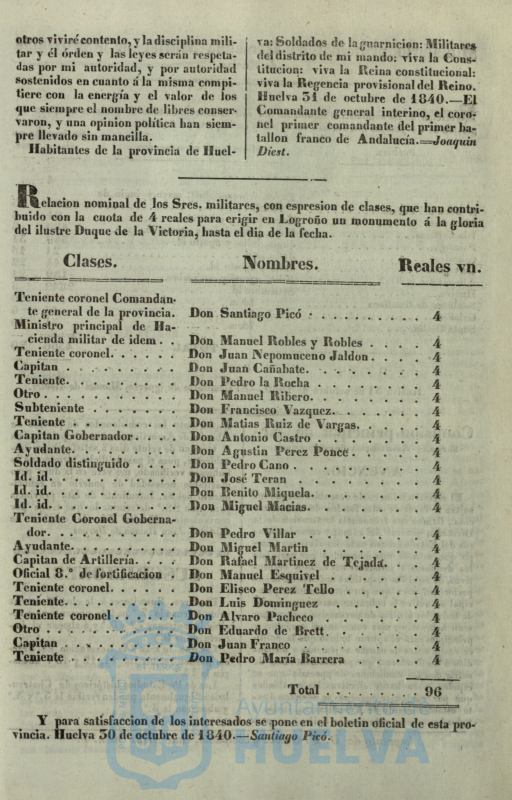 otros viviré contento, y la disciplina mili-
tar y el órden y las leyes serán respeta-
das por mi autoridad, y por autoridad
sostenidos en cuanto á la misma compi-
tiere con la energía y el valor de los
que siempre el nombre de libres conser-
varon, y una opinion política han siem-
pre llevado sin mancilla.
Habitantes de la provincia de Huel-
va: Soldados de la guarnicion: Militares
del distrito de mi mando: viva la Cons-
titucion: viva la Reina constitucional:
viva la Regencia provisional del Reino.
Huelva 31 de octubre de 1840.—El
Comandante general interino, el coro-
nel primer comandante del primer ba-
tallon franco de Andalucía.=Joaquin
Diest.
Relacion nominal de los Sres. militares, con espresion de clases, que han contri-
buido con la cuota de 4 reales para erigir en Logroño un monumento á la gloria
del ilustre Duque de la Victoria, hasta el dia de la fecha.
Clases. Nombres. Reales vn.
Teniente coronel Comandan-
te general de la provincia. Don Santiago Picó . . . . . . . . . . 4
Ministro principal de Ha-
cienda militar de idem . . Don Manuel Robles y Robles . . . . 4
Teniente coronel. . . . . . Don Juan Nepomuceno Jaldon . . . . 4
Capitan . . . . . . . . . Don Juan Cañabate. . . . . . . . . 4
Teniente. . . . . . . . . Don Pedro la Rocha . . . . . . . . 4
Otro . . . . . . . . . . Don Manuel Ribero. . . . . . . . . 4
Subteniente . . . . . . . Don Francisco Vazquez. . . . . . . 4
Teniente . . . . . . . . Don Matias Ruiz de Vargas. . . . . 4
Capitan Gobernador. . . . Don Antonio Castro . . . . . . . . 4
Ayudante. . . . . . . . . Don Agustin Perez Ponce . . . . . 4
Soldado distinguido . . . . Don Pedro Cano . . . . . . . . . . 4
Id. id. . . . . . . . . . Don José Teran . . . . . . . . . . 4
Id. id. . . . . . . . . . Don Benito Miquela. . . . . . . . 4
Id. id. . . . . . . . . . Don Miguel Macias. . . . . . . . . 4
Teniente Coronel Goberna-
dor. . . . . . . . . . . Don Pedro Villar . . . . . . . . . 4
Ayudante. . . . . . . . . Don Miguel Martin . . . . . . . . 4
Capitan de Artillería. . . . Don Rafael Martinez de Tejada. . . 4
Oficial 8.º de fortificacion . Don Manuel Esquivel . . . . . . . 4
Teniente coronel. . . . . . Don Eliseo Perez Tello . . . . . . 4
Teniente. . . . . . . . . Don Luis Dominguez . . . . . . . . 4
Teniente coronel . . . . . Don Alvaro Pacheco . . . . . . . . 4
Otro . . . . . . . . . . Don Eduardo de Brett. . . . . . . 4
Capitan . . . . . . . . . Don Juan Franco . . . . . . . . . 4
Teniente . . . . . . . . Don Pedro María Barrera . . . . . 4
Total . . . . . . . . 96
Y para satisfaccion de los interesados se pone en el boletin oficial de esta pro-
vincia. Huelva 30 de octubre de 1840.—Santiago Picó.
Ayuntamiento de
HUELVA